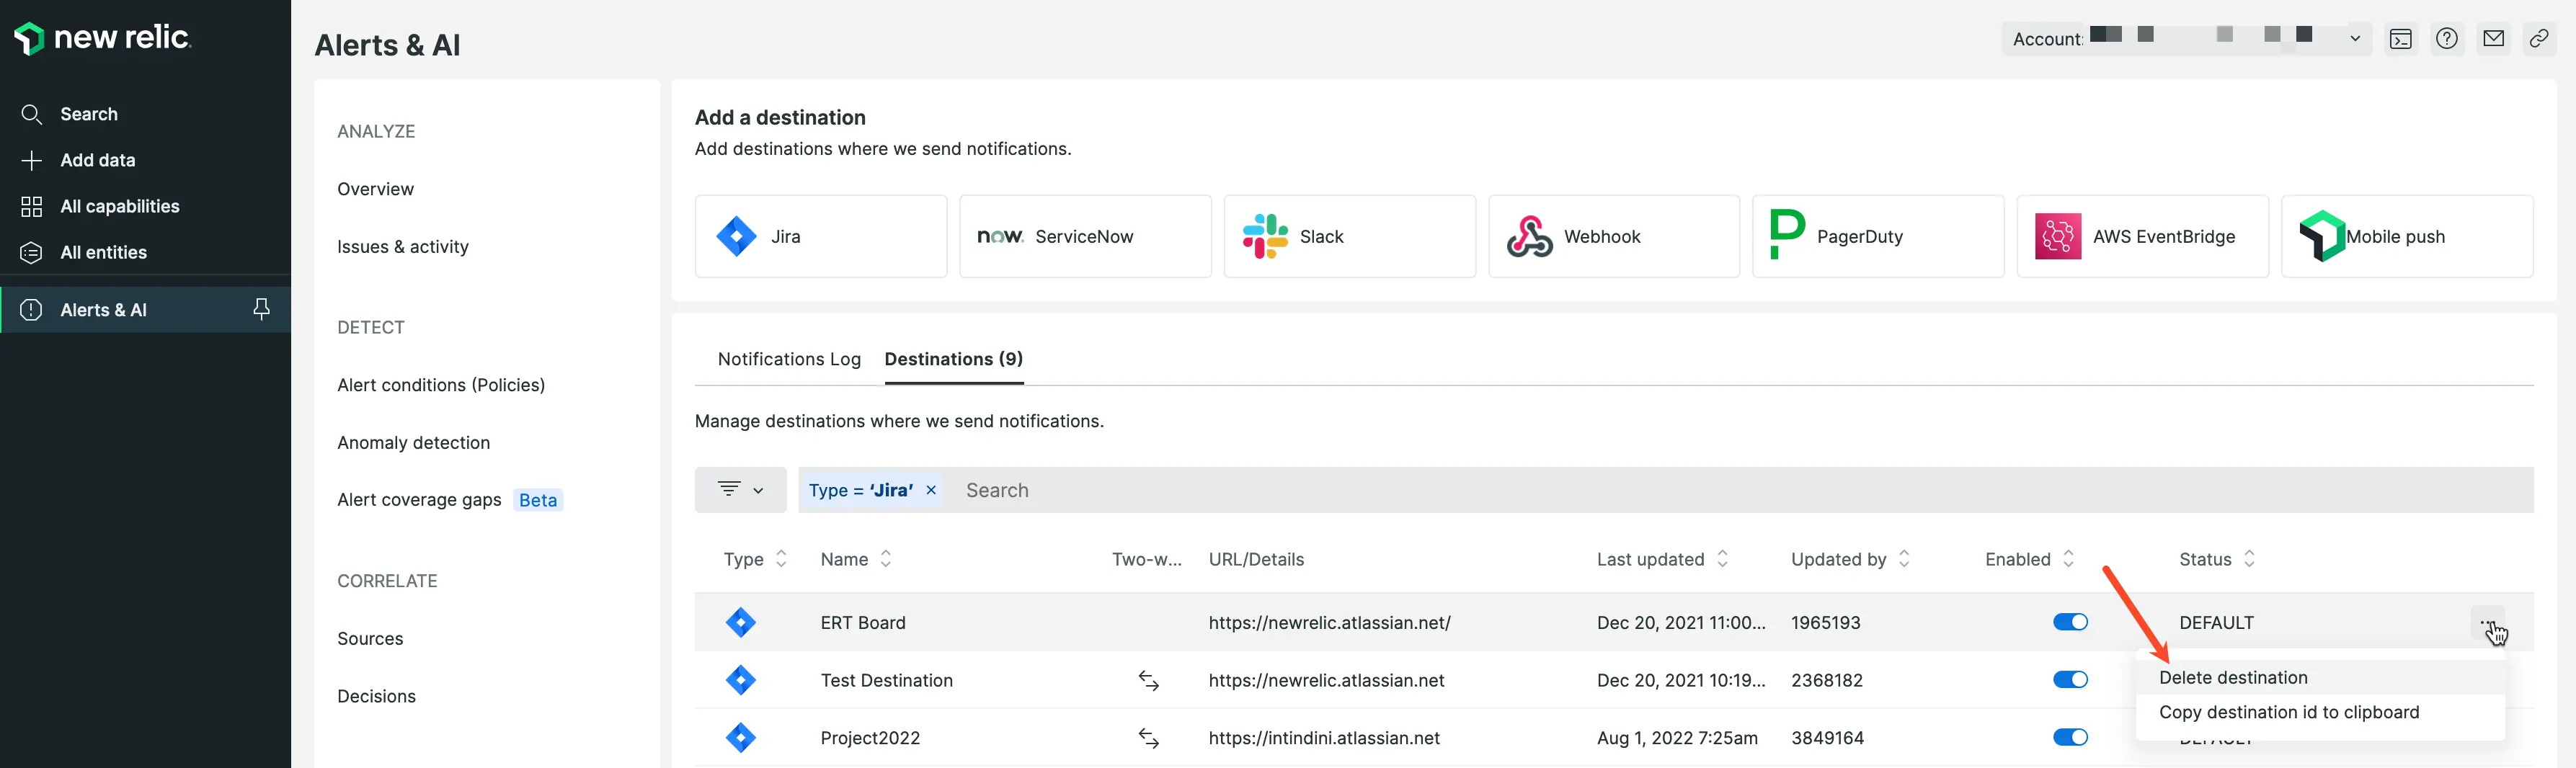 new relic.
Search
Add data
All capabilities
All entities
Alerts & AI
Alerts & AI
Account:
ANALYZE
Overview
Issues & activity
DETECT
Alert conditions (Policies)
Anomaly detection
Alert coverage gaps Beta
CORRELATE
Sources
Decisions
Add a destination
Add destinations where we send notifications.
Jira
now. ServiceNow
Slack
Webhook
PagerDuty
AWS EventBridge
Mobile push
Notifications Log Destinations (9)
Manage destinations where we send notifications.
Type = ‘Jira’ × Search
Type Name Two-w... URL/Details Last updated Updated by Enabled Status
ERT Board https://newrelic.atlassian.net/ Dec 20, 2021 11:00... 1965193 DEFAULT
Test Destination https://newrelic.atlassian.net Dec 20, 2021 10:19... 2368182
Project2022 https://intindini.atlassian.net Aug 1, 2022 7:25am 3849164 DEFAULT
Delete destination
Copy destination id to clipboard